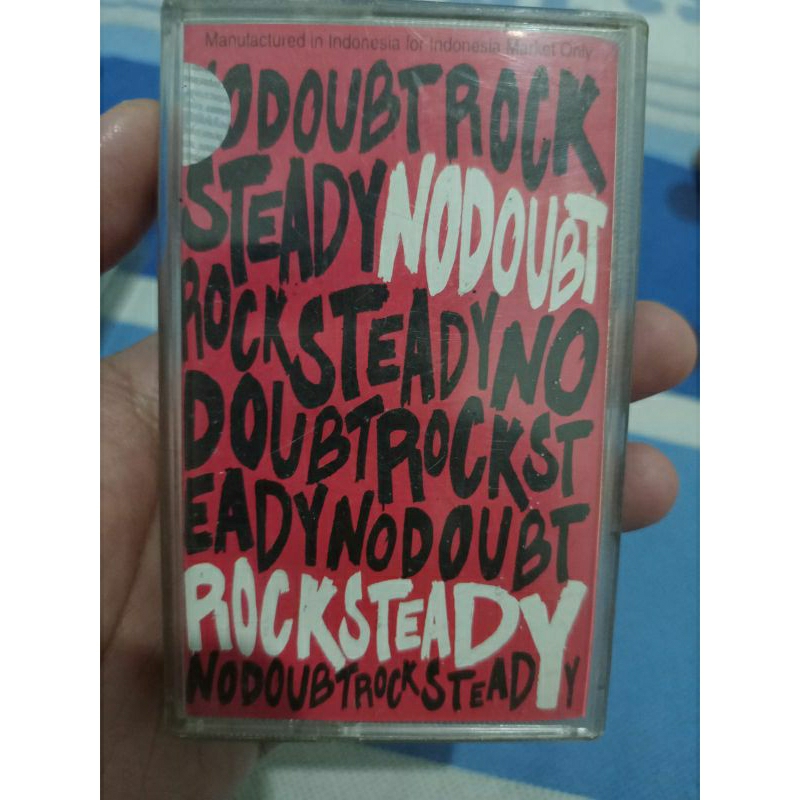 Manufactured in Indonesia for Indonesia Market Only
NODOUBTROCK
STEADYNODOUBT
ROCKSTEADYNO
DOUBTROCKST
EADYNODOUBT
ROCKSTEADY
NODOUBTROCKSTEADY